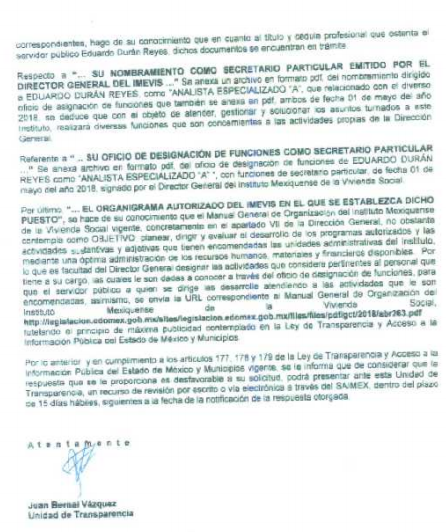 correspondientes, hago de su conocimiento que en cuanto al título y cédula profesional que ostenta el
servidor público Eduardo Durán Reyes, dichos documentos se encuentran en trámite.
Respecto a "... SU NOMBRAMIENTO COMO SECRETARIO PARTICULAR EMITIDO POR EL
DIRECTOR GENERAL DEL IMEVIS ..." Se anexa un archivo en formato pdf, del nombramiento dirigido
a EDUARDO DURAN REYES, como "ANALISTA ESPECIALIZADO "A", que relacionado con el diverso
oficio de asignación de funciones que también se anexa en pdf, ambos de fecha 01 de mayo del año
2018, se deduce que con el objeto de atender, gestionar y solucionar los asuntos turnados a este
Instituto, realizará diversas funciones que son concernientes a las actividades propias de la Dirección
General.
Referente a "... SU OFICIO DE DESIGNACIÓN DE FUNCIONES COMO SECRETARIO PARTICULAR
..." Se anexa archivo en formato pdf, del oficio de designación de funciones de EDUARDO DURÁN
REYES como "ANALISTA ESPECIALIZADO "A" ", con funciones de secretario particular, de fecha 01 de
mayo del año 2018, signado por el Director General del Instituto Mexiquense de la Vivienda Social.
Por último, "... EL ORGANIGRAMA AUTORIZADO DEL IMEVIS EN EL QUE SE ESTABLEZCA DICHO
PUESTO", se hace de su conocimiento que el Manual General de Organización del Instituto Mexiquense
de la Vivienda Social vigente, concretamente en el apartado VII de la Dirección General, no obstante
contempla como OBJETIVO planear, dirigir y evaluar el desarrollo de los programas autorizados y las
actividades sustantivas y adjetivas que tienen encomendadas las unidades administrativas del Instituto,
mediante una óptima administración de los recursos humanos, materiales y financieros disponibles. Por
lo que es facultad del Director General designar las actividades que considere pertinentes al personal que
tiene a su cargo, las cuales le son dadas a conocer a través del oficio de designación de funciones, para
que el servidor público a quien se dirige las desarrolle atendiendo a las actividades que le son
encomendadas, asimismo, se envía la URL correspondiente al Manual General de Organización del
Instituto Mexiquense de la Vivienda Social,
http://legislacion.edomex.gob.mx/sites/legislacion.edomex.gob.mx/files/files/pdf/gct/2018/abr263.pdf
tutelando el principio de máxima publicidad contemplado en la Ley de Transparencia y Acceso a la
Información Pública del Estado de México y Municipios
Por lo anterior y en cumplimiento a los artículos 177, 178 y 179 de la Ley de Transparencia y Acceso a la
Información Pública del Estado de México y Municipios vigente, se le informa que de considerar que la
respuesta que se le proporciona es desfavorable a su solicitud, podrá presentar ante esta Unidad de
Transparencia, un recurso de revisión por escrito o vía electrónica a través del SAIMEX, dentro del plazo
de 15 días hábiles, siguientes a la fecha de la notificación de la respuesta otorgada.
Atentamente
Juan Bernal Vázquez
Unidad de Transparencia